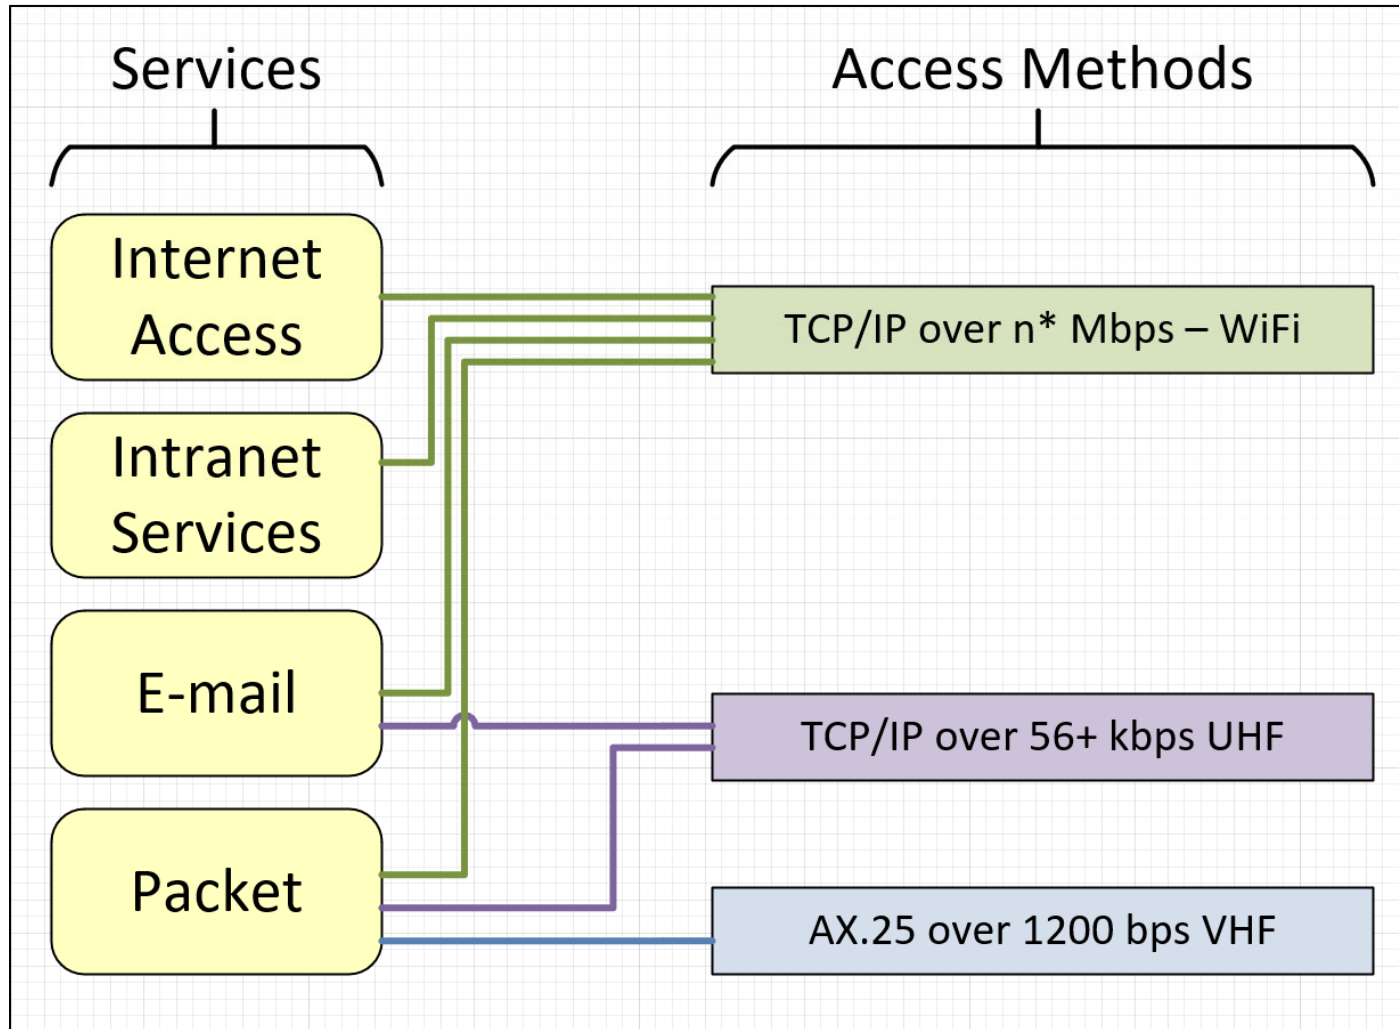 Services
Access Methods
Internet
Access
TCP/IP over n* Mbps – WiFi
Intranet
Services
E-mail
TCP/IP over 56+ kbps UHF
Packet
AX.25 over 1200 bps VHF